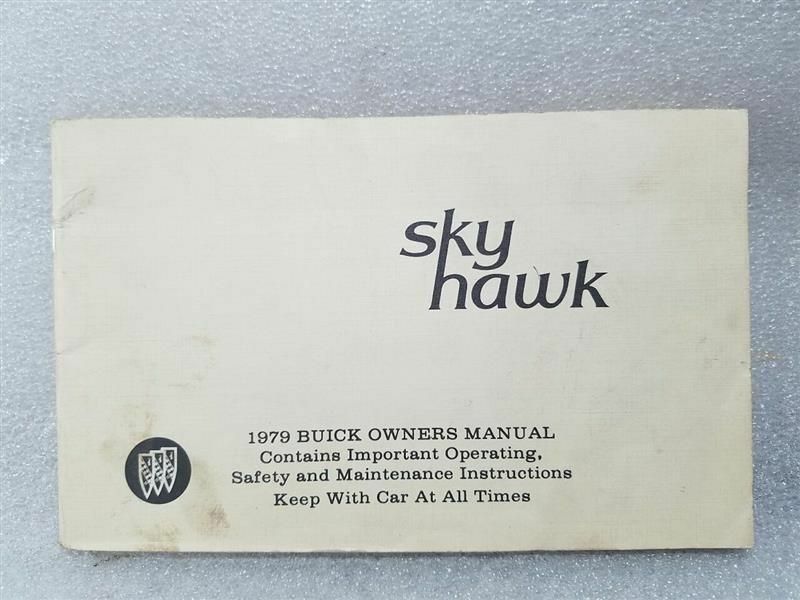 sky
hawk
1979 BUICK OWNERS MANUAL
Contains Important Operating,
Safety and Maintenance Instructions
Keep With Car At All Times